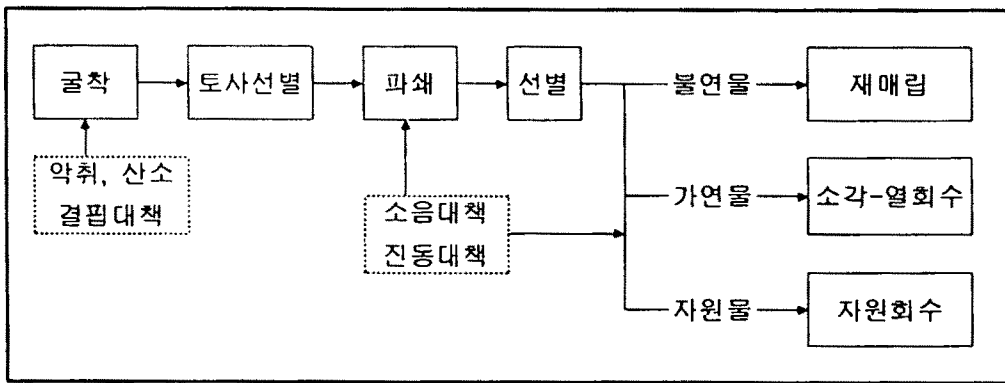 굴착
토사선별
파쇄
선별
불연물
재매립
악취, 산소
결핍대책
소음대책
진동대책
가연물
소각-열회수
자원물
자원회수